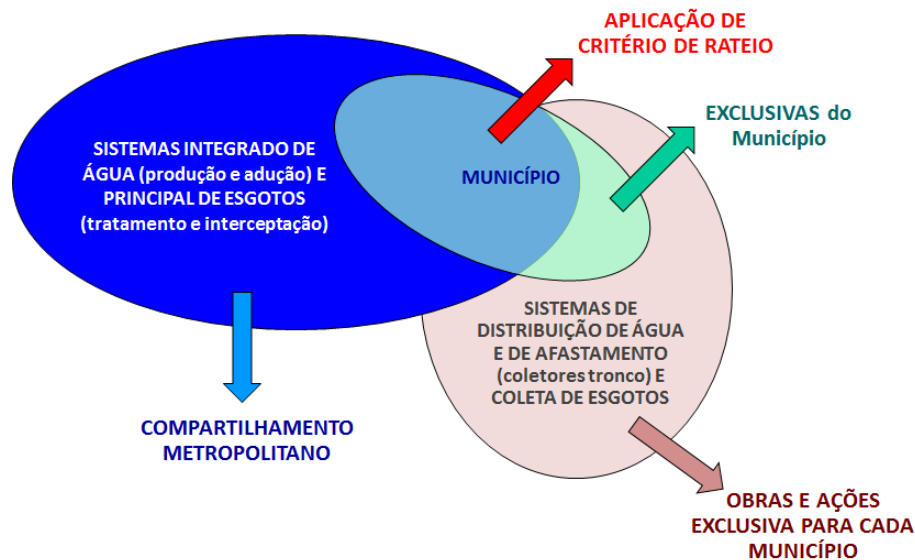 APLICAÇÃO DE
CRITÉRIO DE RATEIO
EXCLUSIVAS do
Município
SISTEMAS INTEGRADO DE
ÁGUA (produção e adução) E
PRINCIPAL DE ESGOTOS
(tratamento e interceptação)
MUNICÍPIO
SISTEMAS DE
DISTRIBUIÇÃO DE ÁGUA
E DE AFASTAMENTO
(coletores tronco) E
COLETA DE ESGOTOS
COMPARTILHAMENTO
METROPOLITANO
OBRAS E AÇÕES
EXCLUSIVA PARA CADA
MUNICÍPIO